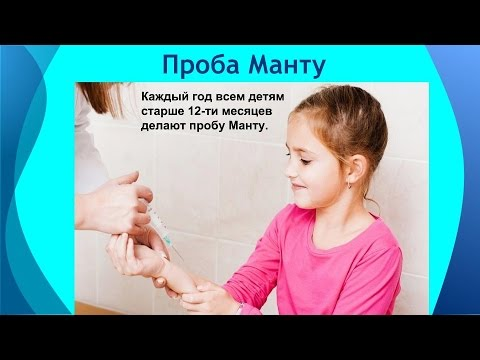 Проба Манту
Каждый год всем детям
старше 12-ти месяцев
делают пробу Манту.